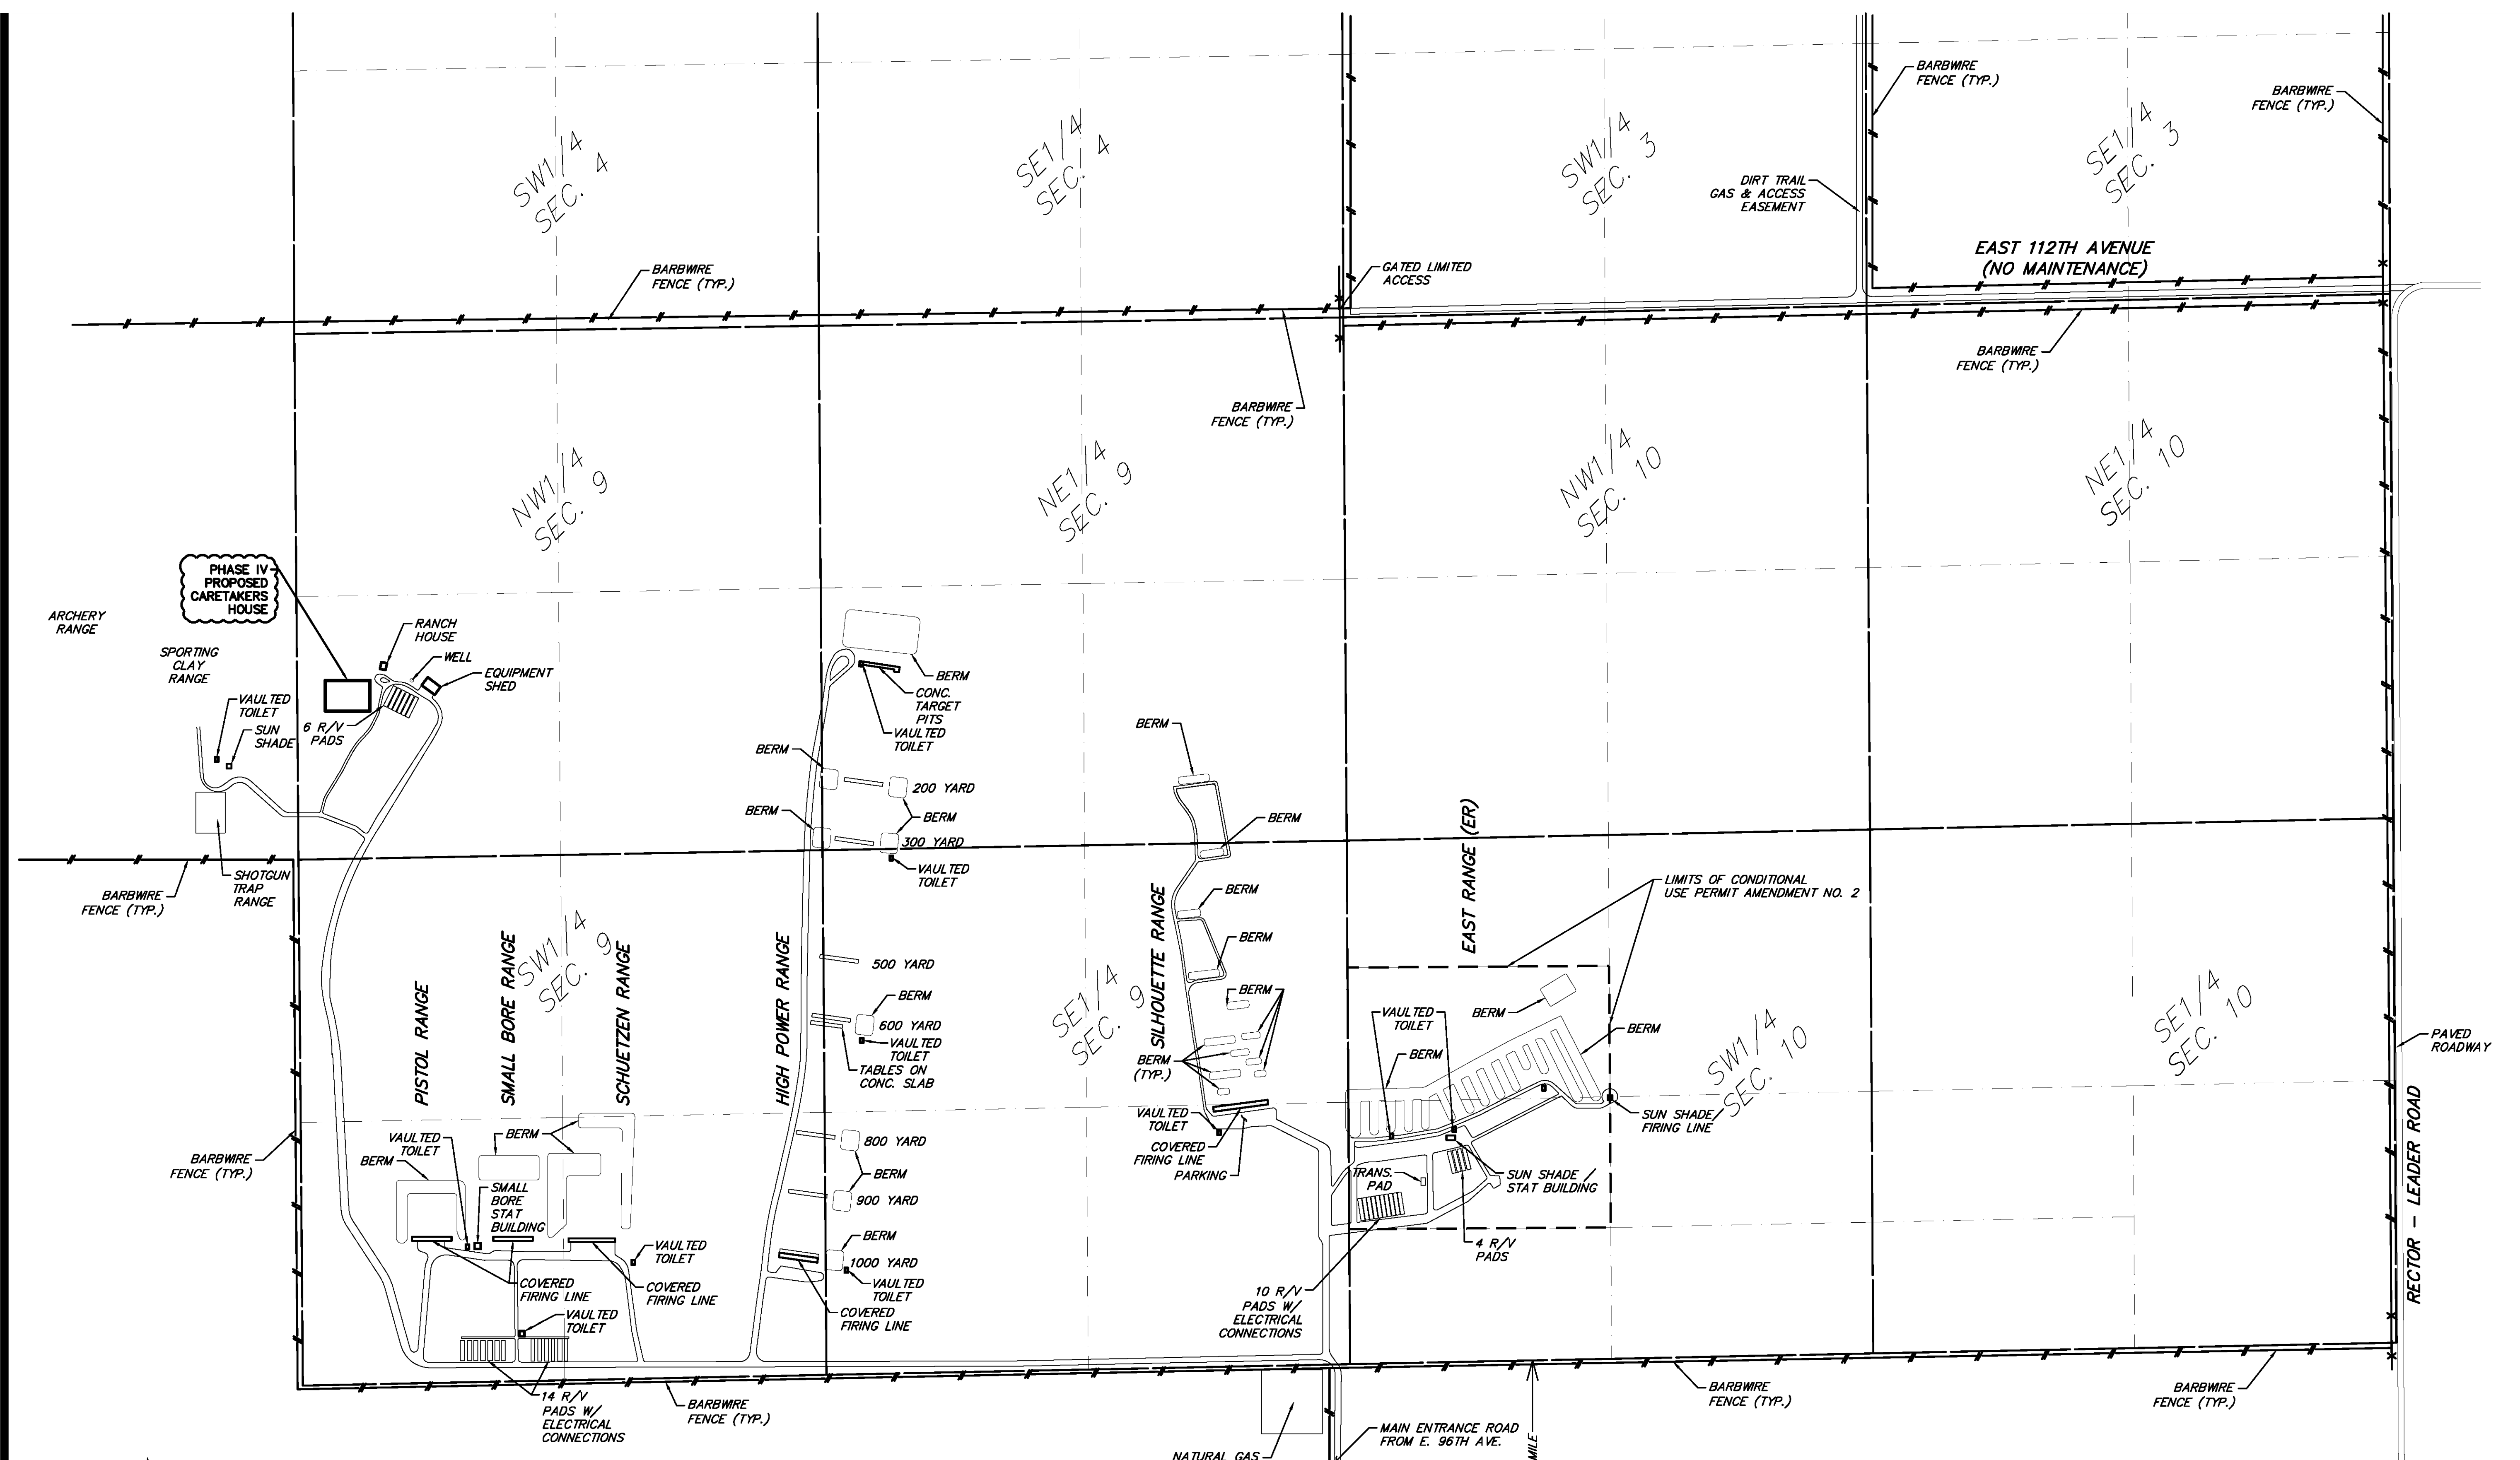 BARBWIRE
FENCE (TYP.)
BARBWIRE
FENCE (TYP.)
SW1/4
SEC. 4
SE1/4
SEC. 4
SW1/4
SEC. 3
SE1/4
SEC. 3
DIRT TRAIL
GAS & ACCESS
EASEMENT
EAST 112TH AVENUE
(NO MAINTENANCE)
BARBWIRE
FENCE (TYP.)
GATED LIMITED
ACCESS
BARBWIRE
FENCE (TYP.)
BARBWIRE
FENCE (TYP.)
NW1/4
SEC. 9
NE1/4
SEC. 9
NW1/4
SEC. 10
NE1/4
SEC. 10
PHASE IV
PROPOSED
CARETAKERS
HOUSE
ARCHERY
RANGE
SPORTING
CLAY
RANGE
RANCH
HOUSE
WELL
EQUIPMENT
SHED
VAULTED
TOILET
SUN
SHADE
6 R/V
PADS
BERM
CONC.
TARGET
PITS
VAULTED
TOILET
BERM
200 YARD
BERM
BERM
300 YARD
VAULTED
TOILET
BERM
BERM
BERM
BERM
BERM
SHOTGUN
TRAP
RANGE
BARBWIRE
FENCE (TYP.)
EAST RANGE (ER)
LIMITS OF CONDITIONAL
USE PERMIT AMENDMENT NO. 2
PISTOL RANGE
SMALL BORE RANGE
SW1/4
SEC. 9
SCHUETZEN RANGE
HIGH POWER RANGE
500 YARD
BERM
600 YARD
VAULTED
TOILET
TABLES ON
CONC. SLAB
SE1/4
SEC. 9
SILHOUETTE RANGE
BERM
(TYP.)
VAULTED
TOILET
BERM
BERM
BERM
SW1/4
SEC. 10
SE1/4
SEC. 10
PAVED
ROADWAY
RECTOR - LEADER ROAD
SUN SHADE/
FIRING LINE
VAULTED
TOILET
COVERED
FIRING LINE
PARKING
TRANS.
PAD
SUN SHADE /
STAT BUILDING
4 R/V
PADS
10 R/V
PADS W/
ELECTRICAL
CONNECTIONS
BARBWIRE
FENCE (TYP.)
VAULTED
TOILET
BERM
BERM
SMALL
BORE
STAT
BUILDING
800 YARD
BERM
900 YARD
BERM
1000 YARD
VAULTED
TOILET
COVERED
FIRING LINE
VAULTED
TOILET
COVERED
FIRING LINE
COVERED
FIRING LINE
VAULTED
TOILET
14 R/V
PADS W/
ELECTRICAL
CONNECTIONS
BARBWIRE
FENCE (TYP.)
BARBWIRE
FENCE (TYP.)
BARBWIRE
FENCE (TYP.)
MAIN ENTRANCE ROAD
FROM E. 96TH AVE.
NATURAL GAS
MILE